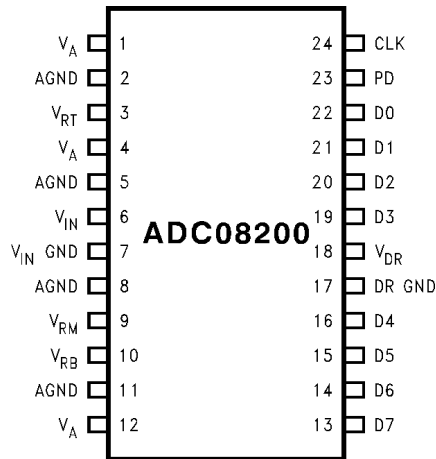 V_A 1 24 CLK
AGND 2 23 PD
V_RT 3 22 D0
V_A 4 21 D1
AGND 5 20 D2
V_IN 6 19 D3
ADC08200
V_IN GND 7 18 V_DR
AGND 8 17 DR GND
V_RM 9 16 D4
V_RB 10 15 D5
AGND 11 14 D6
V_A 12 13 D7